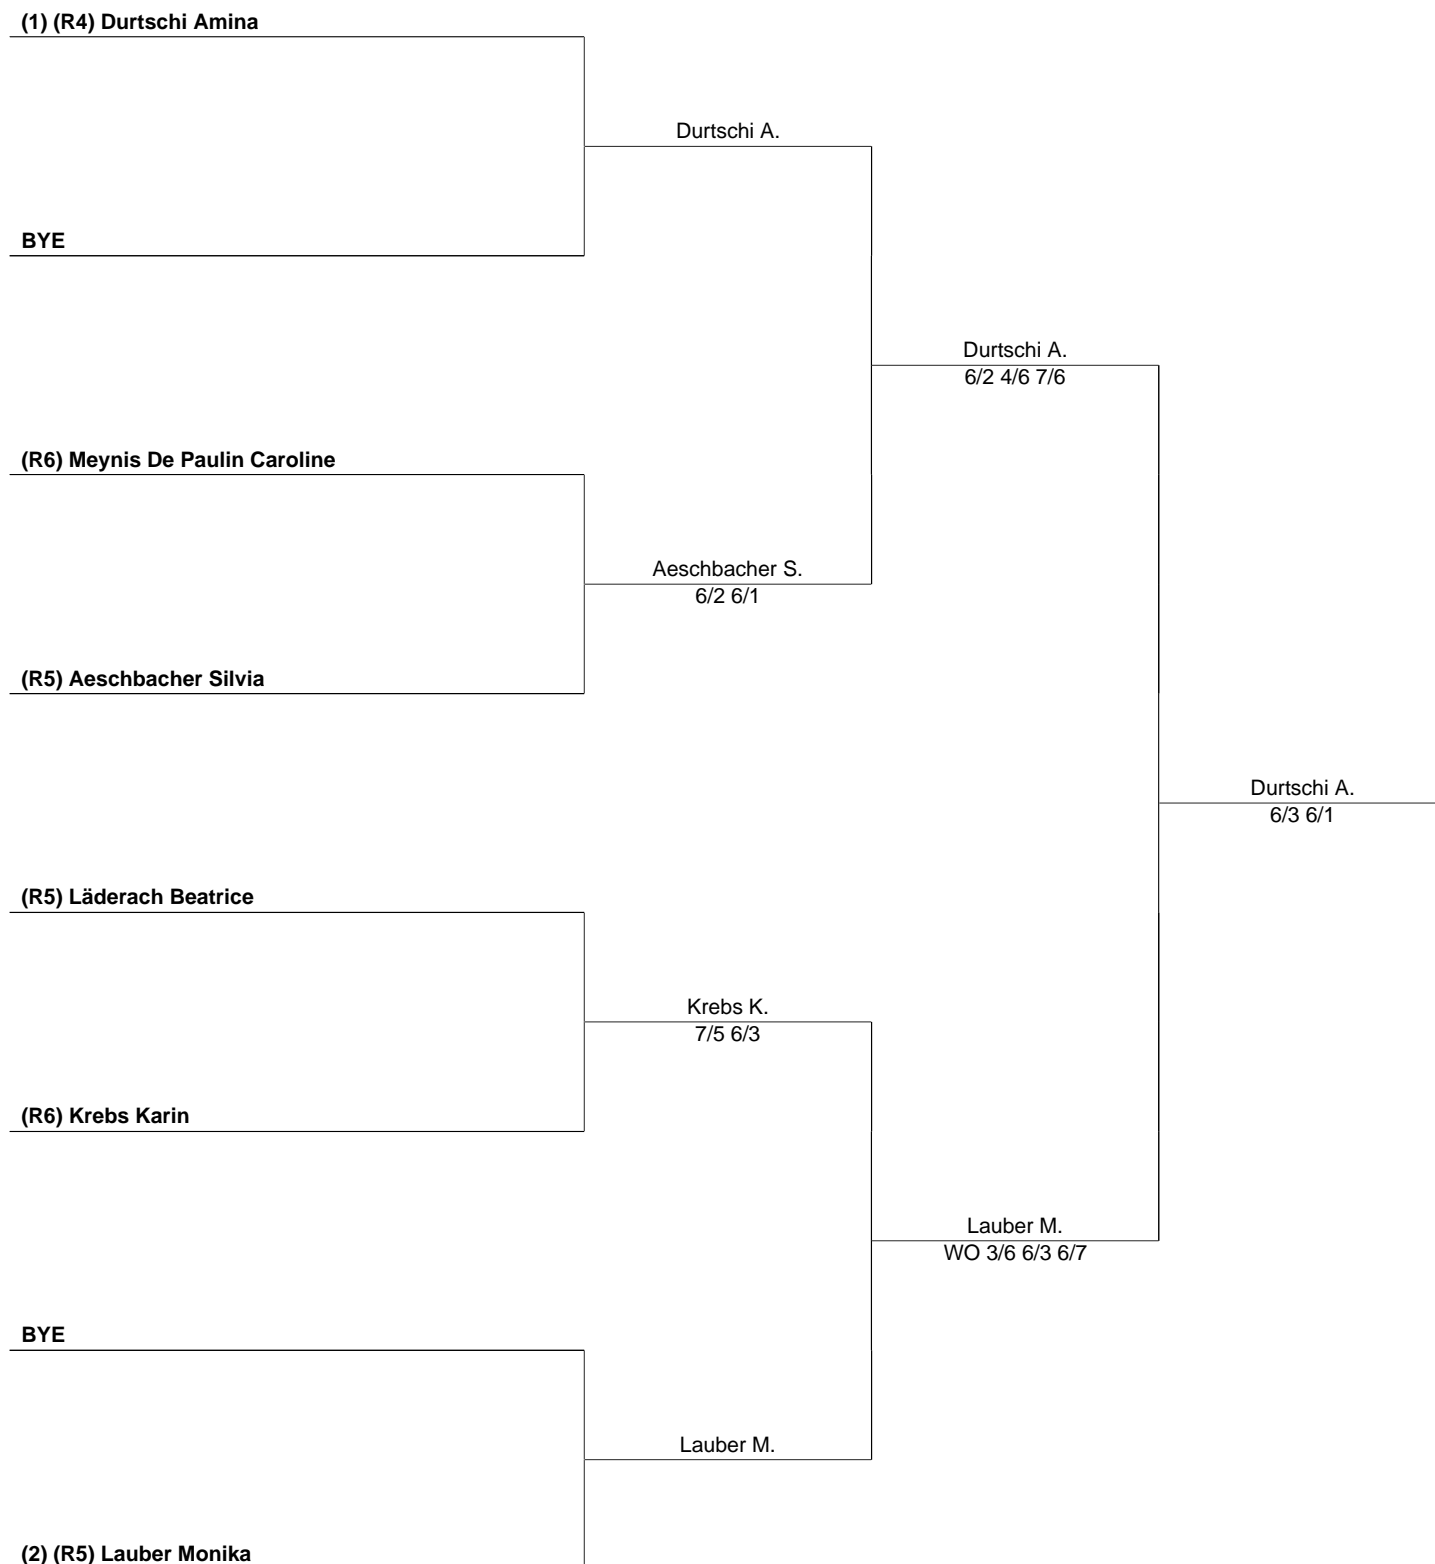 (1) (R4) Durtschi Amina
Durtschi A.
BYE
Durtschi A.
6/2 4/6 7/6
(R6) Meynis De Paulin Caroline
Aeschbacher S.
6/2 6/1
(R5) Aeschbacher Silvia
Durtschi A.
6/3 6/1
(R5) Läderach Beatrice
Krebs K.
7/5 6/3
(R6) Krebs Karin
Lauber M.
WO 3/6 6/3 6/7
BYE
Lauber M.
(2) (R5) Lauber Monika